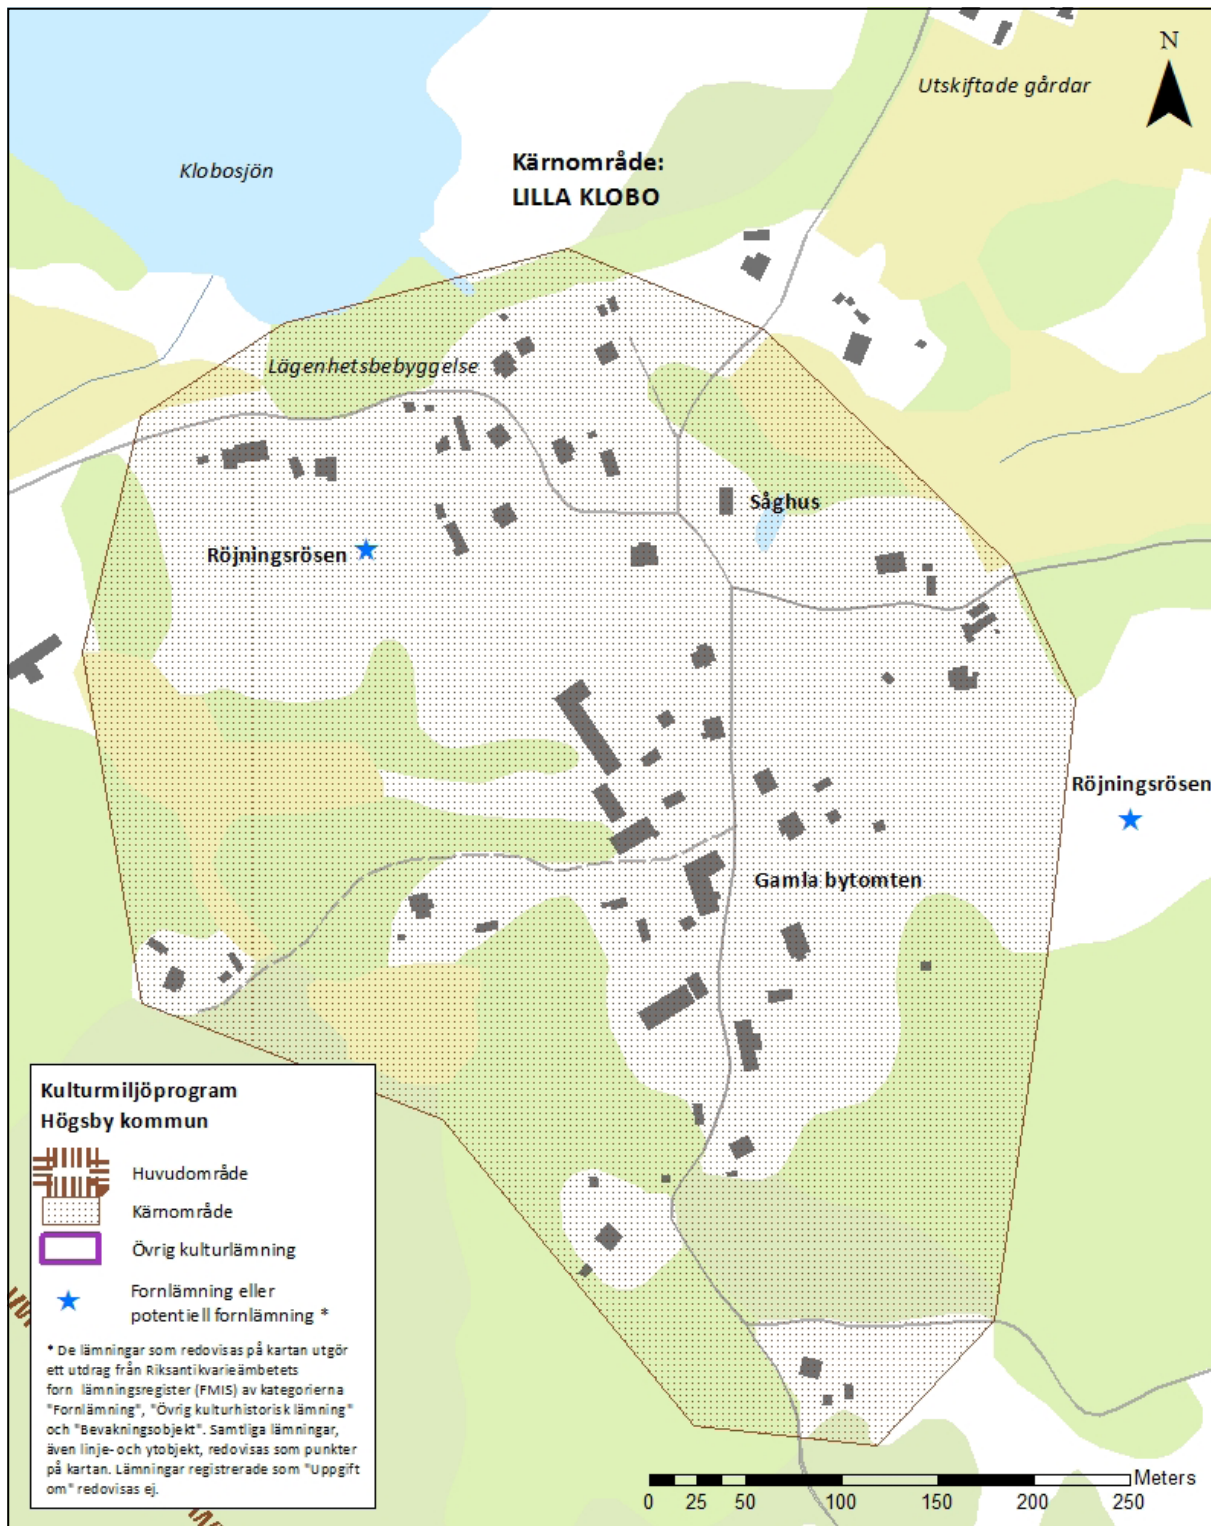 N
Utskiftade gårdar
Klobosjön
Kärnområde:
LILLA KLOBO
Lägenhetsbebyggelse
Såghus
Röjningsrösen
Röjningsrösen
Gamla bytomten
Kulturmiljöprogram
Högsby kommun
Huvudområde
Kärnområde
Övrig kulturlämning
Fornlämning eller
potentiell fornlämning *
* De lämningar som redovisas på kartan utgör
ett utdrag från Riksantikvarieämbetets
forn lämningsregister (FMIS) av kategorierna
"Fornlämning", "Övrig kulturhistorisk lämning"
och "Bevakningsobjekt". Samtliga lämningar,
även linje- och ytobjekt, redovisas som punkter
på kartan. Lämningar registrerade som "Uppgift
om" redovisas ej.
Meters
0 25 50 100 150 200 250